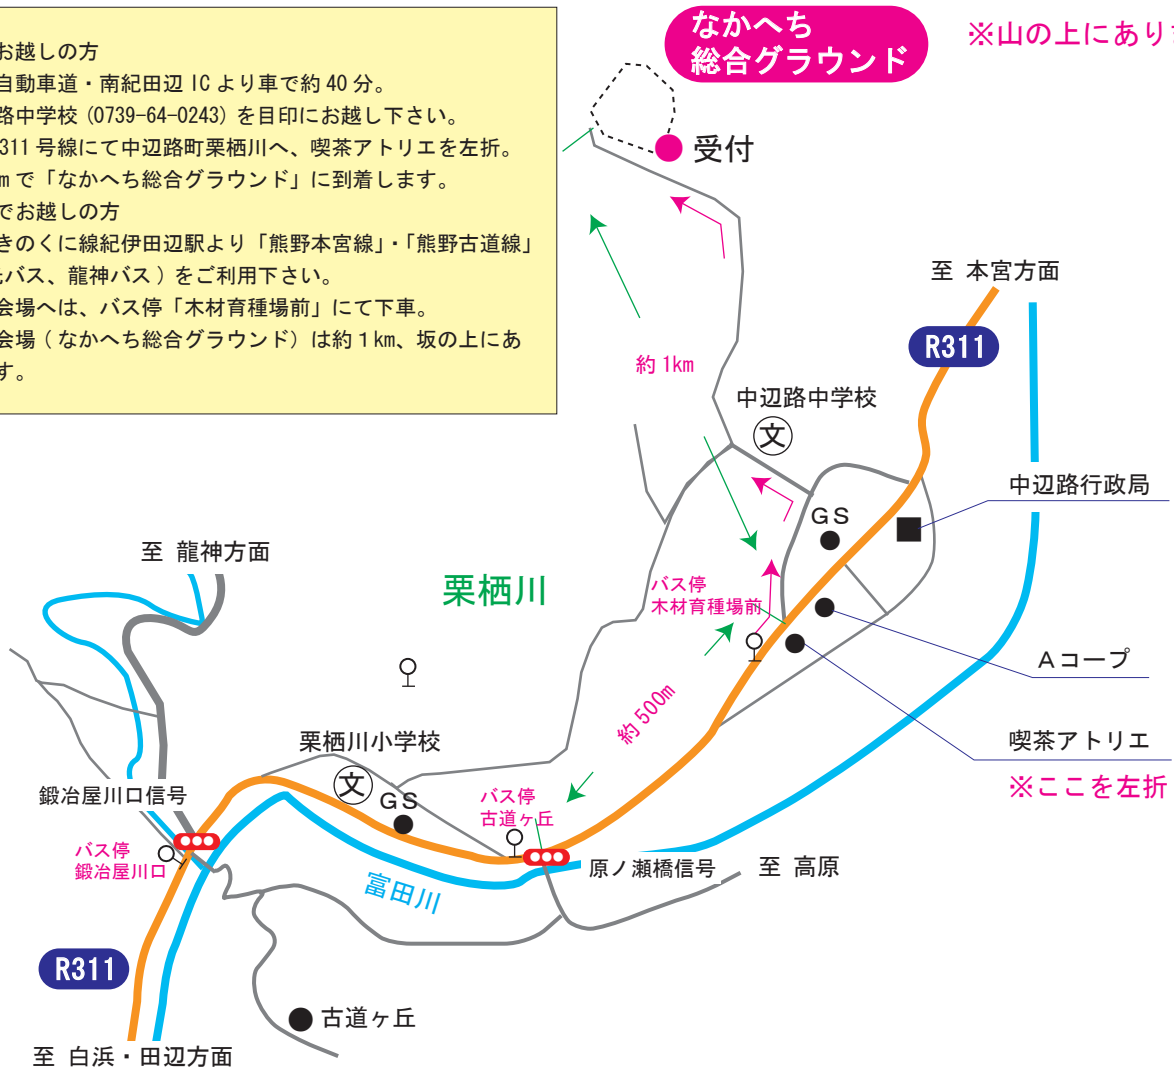 お越しの方
自動車道・南紀田辺 IC より車で約 40 分。
路中学校 (0739-64-0243) を目印にお越し下さい。
311 号線にて中辺路町栗栖川へ、喫茶アトリエを左折。
m で「なかへち総合グラウンド」に到着します。
でお越しの方
きのくに線紀伊田辺駅より「熊野本宮線」・「熊野古道線」
バス、龍神バス ) をご利用下さい。
会場へは、バス停「木材育種場前」にて下車。
会場 ( なかへち総合グラウンド) は約 1 km、坂の上にあ
す。
なかへち
総合グラウンド
※山の上にあり
受付
至 本宮方面
R311
約 1km
中辺路中学校
文
中辺路行政局
GS
至 龍神方面
栗栖川
バス停
木材育種場前
Aコープ
約 500m
栗栖川小学校
喫茶アトリエ
※ここを左折
文
GS
鍛冶屋川口信号
バス停
古道ヶ丘
バス停
鍛冶屋川口
原ノ瀬橋信号
至 高原
富田川
R311
古道ヶ丘
至 白浜・田辺方面